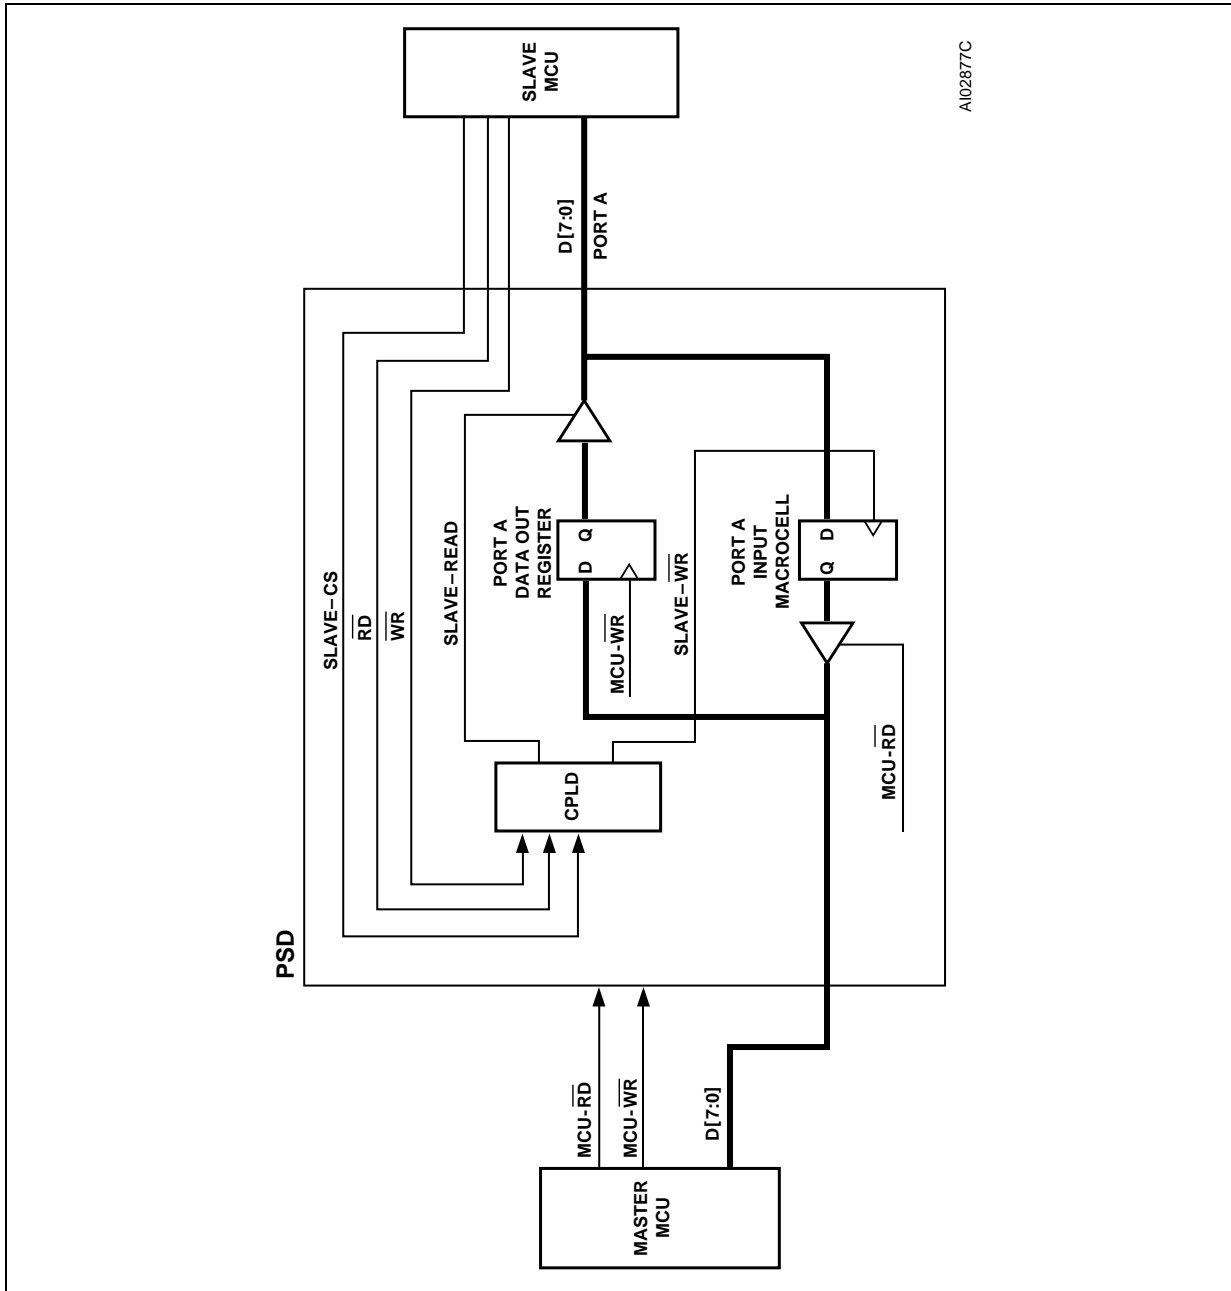 AI02877C
SLAVE
MCU
D[7:0]
PORT A
SLAVE–CS
RD
WR
SLAVE–READ
PORT A
DATA OUT
REGISTER
D Q
MCU-WR
SLAVE–WR
PORT A
INPUT
MACROCELL
Q D
MCU-RD
CPLD
PSD
MCU-RD
MCU-WR
D[7:0]
MASTER
MCU